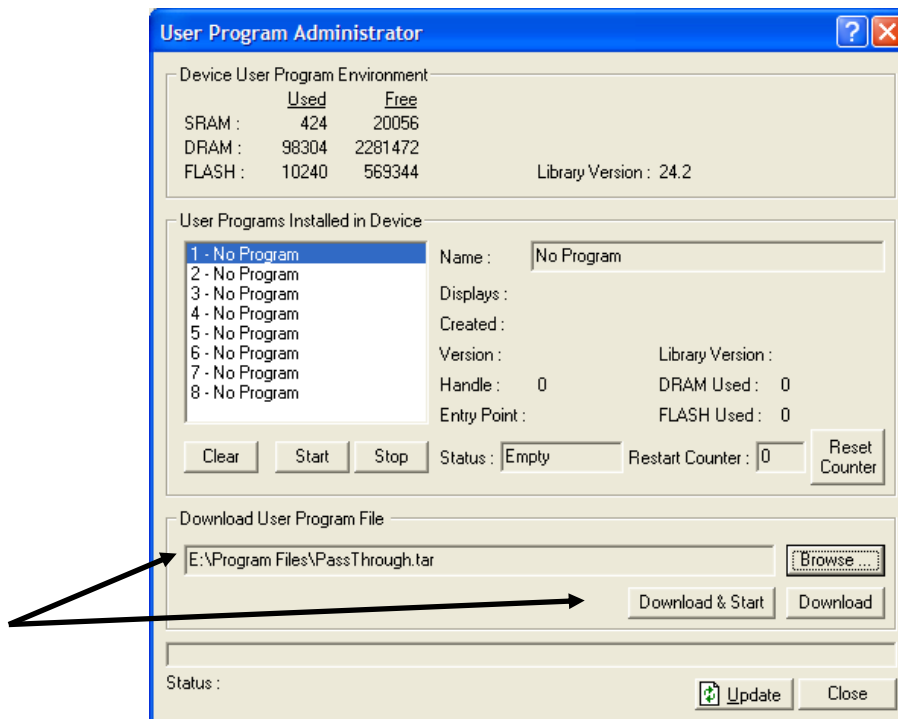 User Program Administrator
Device User Program Environment
Used Free
SRAM : 424 20056
DRAM : 98304 2281472
FLASH : 10240 569344 Library Version : 24.2
User Programs Installed in Device
1 - No Program
2 - No Program
3 - No Program
4 - No Program
5 - No Program
6 - No Program
7 - No Program
8 - No Program
Name : No Program
Displays :
Created :
Version : Library Version :
Handle : 0 DRAM Used : 0
Entry Point : FLASH Used : 0
Clear Start Stop Status : Empty Restart Counter : 0 Reset Counter
Download User Program File
E:\Program Files\PassThrough.tar Browse ...
Download & Start Download
Status :
Update Close